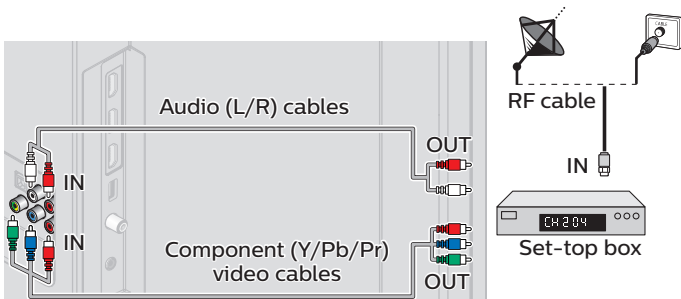 CABLE
RF cable
Audio (L/R) cables
OUT
IN
IN
IN
CH 204
Component (Y/Pb/Pr)
video cables
Set-top box
OUT